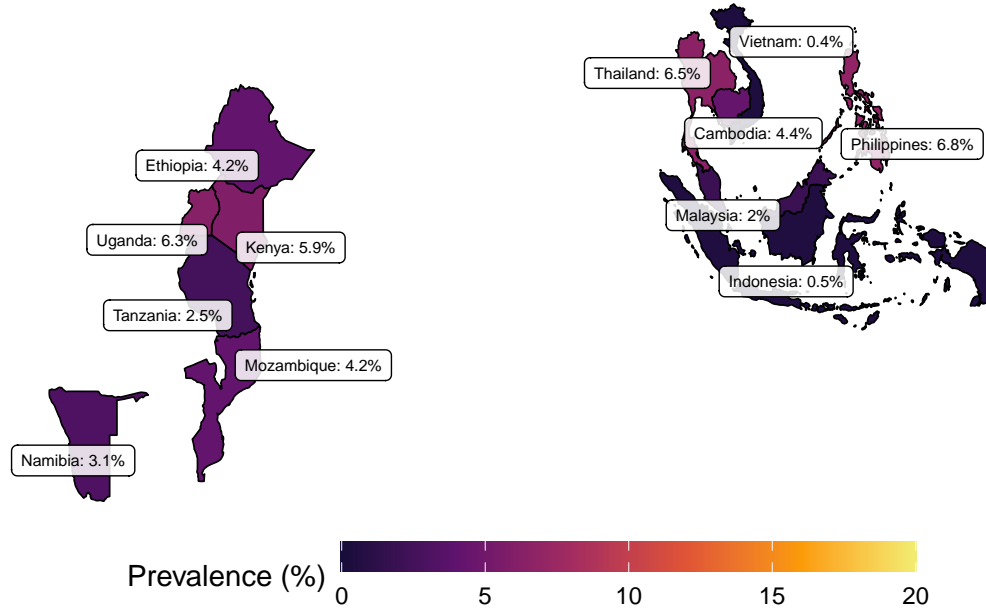 Vietnam: 0.4%
Thailand: 6.5%
Cambodia: 4.4%
Philippines: 6.8%
Ethiopia: 4.2%
Malaysia: 2%
Uganda: 6.3%
Kenya: 5.9%
Indonesia: 0.5%
Tanzania: 2.5%
Mozambique: 4.2%
Namibia: 3.1%
Prevalence (%)
0 5 10 15 20